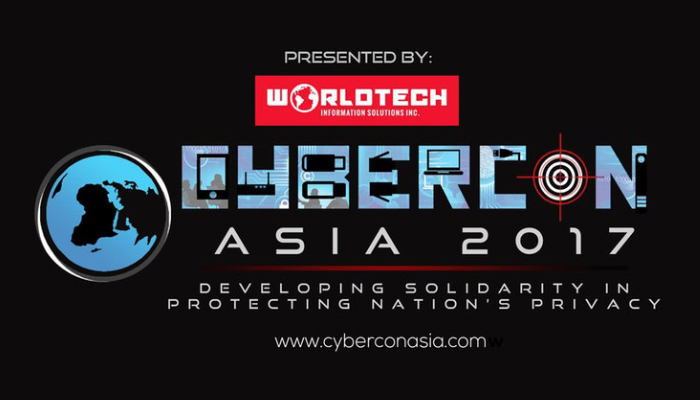 PRESENTED BY:
WORLDTECH
INFORMATION SOLUTIONS INC.
CYBERCON
ASIA 2017
DEVELOPING SOLIDARITY IN
PROTECTING NATION'S PRIVACY
www.cyberconasia.comw